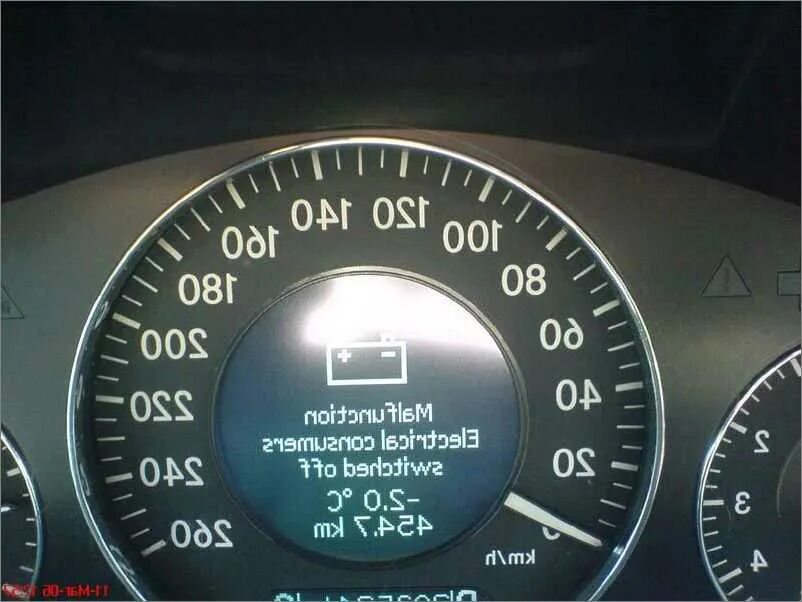 260
240
220
200
180
160
140
120
100
80
60
40
20
km/h
Malfunction
Electrical consumers
switched off
-2.0 °C
454.7 km
2
3
4
11-Mar-06